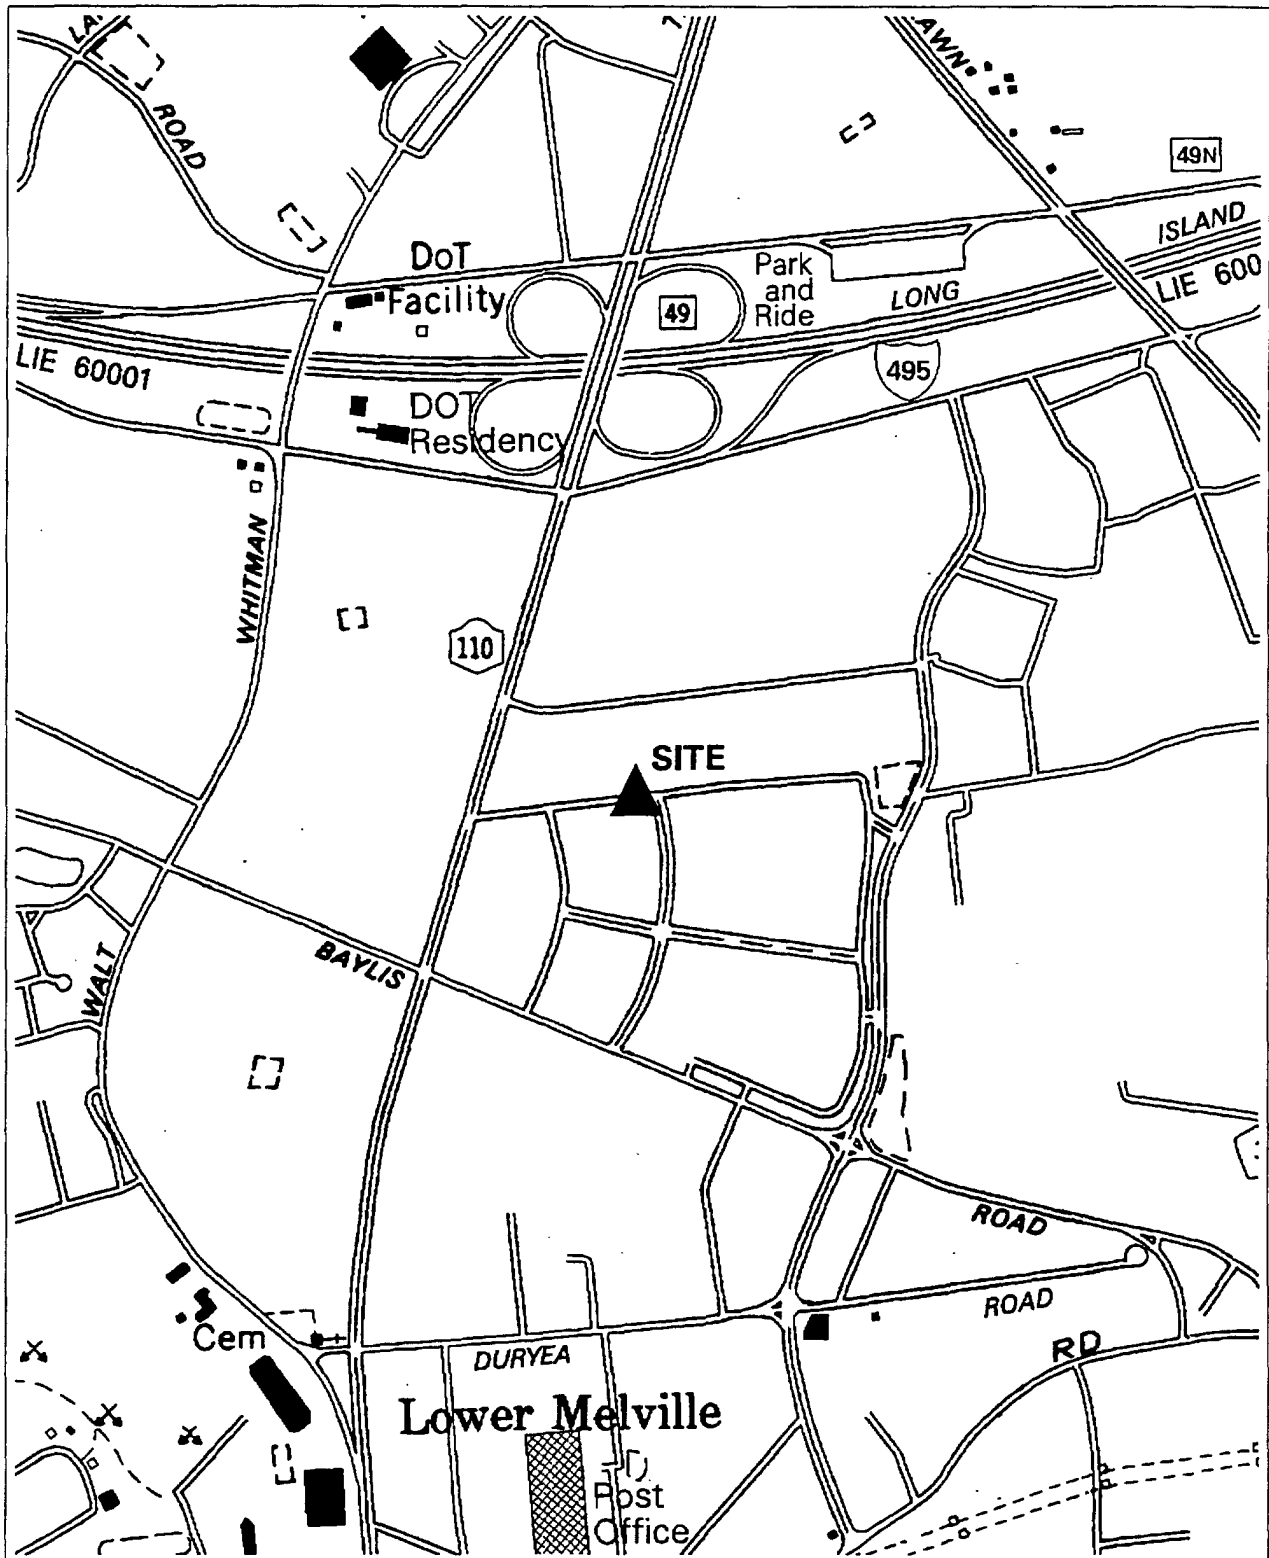 ROAD
49N
ISLAND
DoT
Facility
Park
and
Ride
49
LONG
LIE 600
LIE 60001
495
DOT
Residency
WHITMAN
110
SITE
BAYLIS
WALT
ROAD
ROAD
Cem
DURYEA
RD
Lower Melville
Post
Office